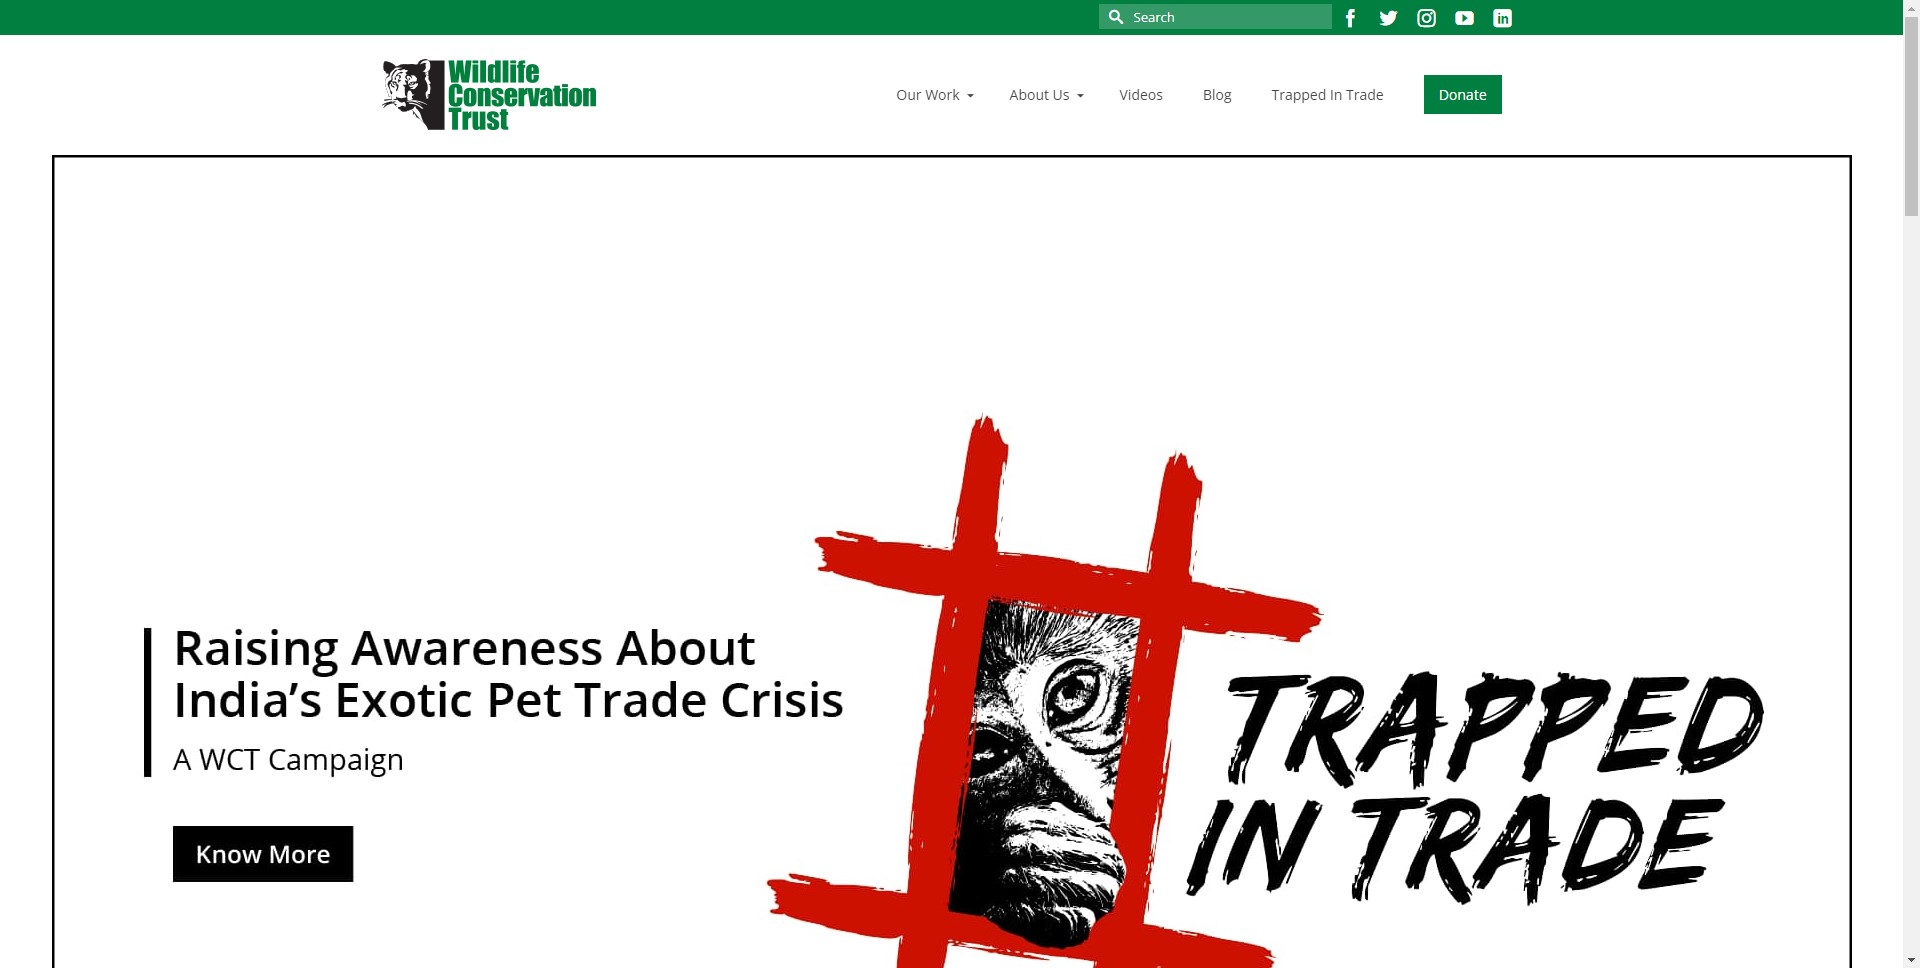 Search
Wildlife
Conservation
Trust
Our Work
About Us
Videos
Blog
Trapped In Trade
Donate
Raising Awareness About
India’s Exotic Pet Trade Crisis
A WCT Campaign
Know More
TRAPPED
IN TRADE